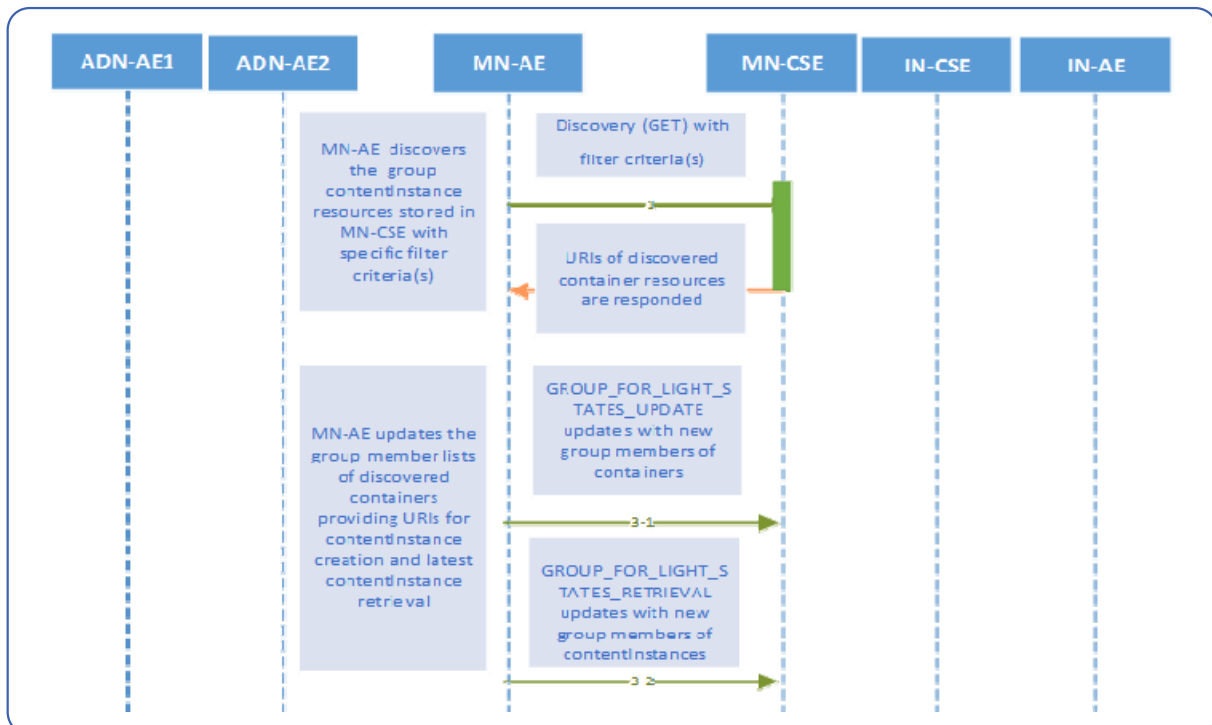 ADN-AE1
ADN-AE2
MN-AE
MN-CSE
IN-CSE
IN-AE
MN-AE discovers
the group
contentInstance
resources stored in
MN-CSE with
specific filter
criteria(s)
Discovery (GET) with
filter criteria(s)
URIs of discovered
container resources
are responded
MN-AE updates the
group member lists
of discovered
containers
providing URIs for
contentInstance
creation and latest
contentInstance
retrieval
GROUP_FOR_LIGHT_S
TATES_UPDATE
updates with new
group members of
containers
3-1
GROUP_FOR_LIGHT_S
TATES_RETRIEVAL
updates with new
group members of
contentInstances
3-2